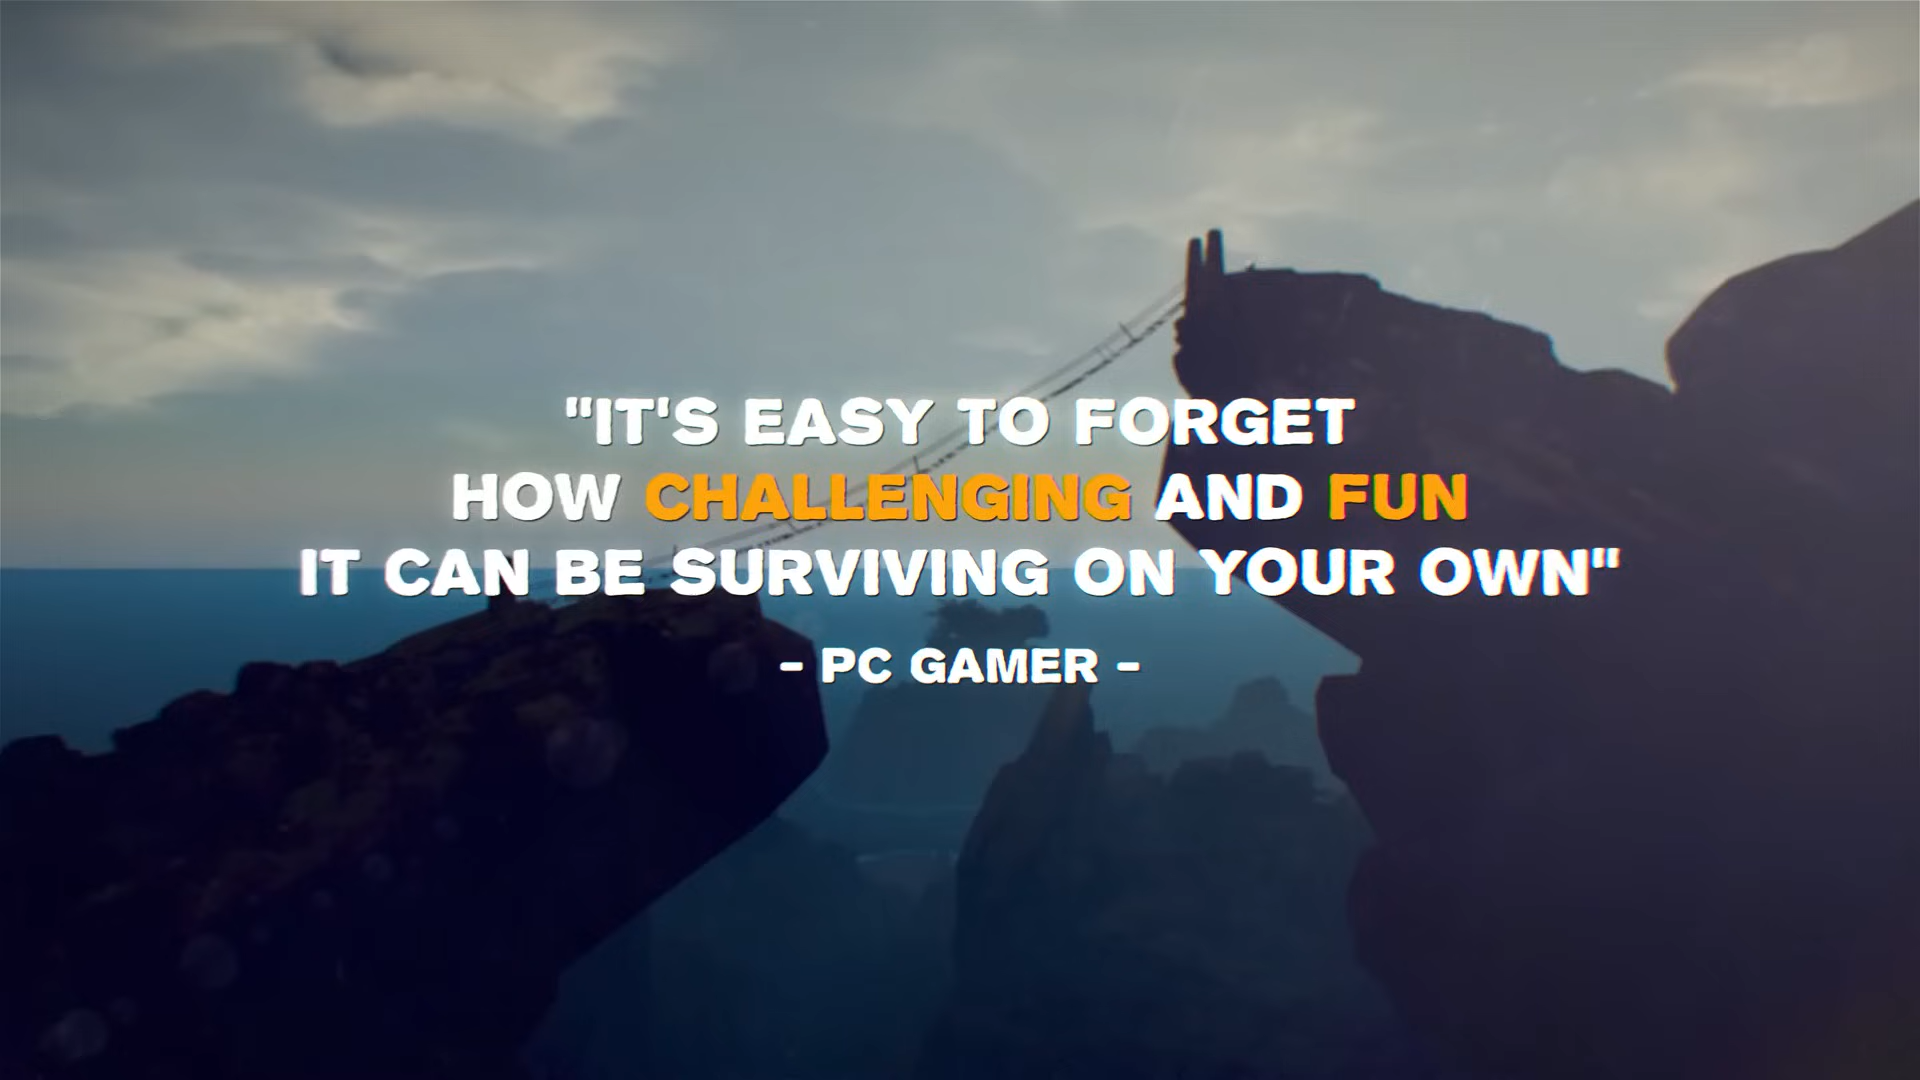 "IT'S EASY TO FORGET
HOW CHALLENGING AND FUN
IT CAN BE SURVIVING ON YOUR OWN"
- PC GAMER -